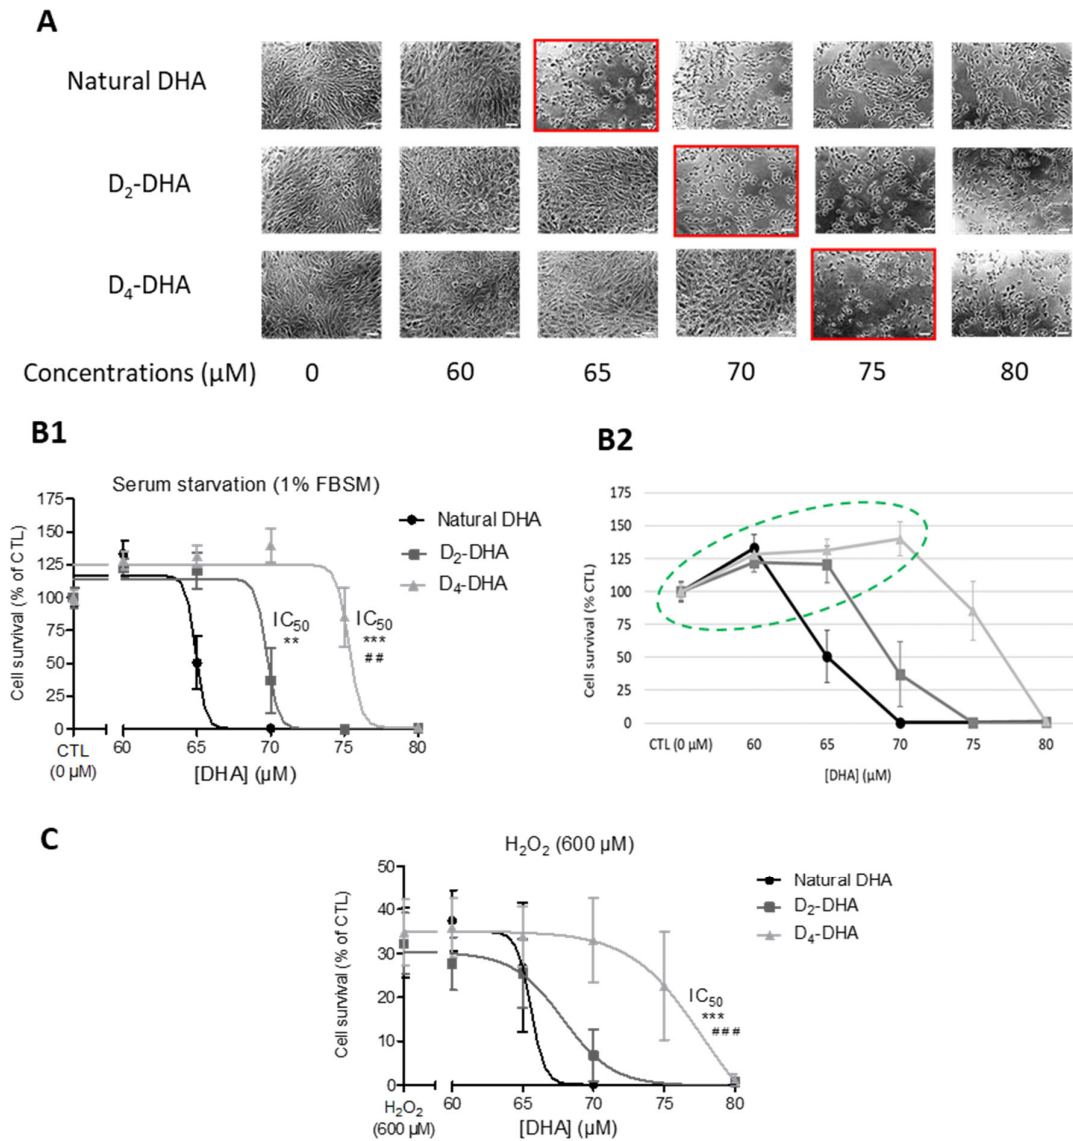 A
Natural DHA
D₂-DHA
D₄-DHA
Concentrations (µM) 0 60 65 70 75 80
B1
Serum starvation (1% FBSM)
Cell survival (% of CTL)
175
150
125
100
75
50
25
0
CTL
(0 µM)
60 65 70 75 80
[DHA] (µM)
Natural DHA
D₂-DHA
D₄-DHA
IC₅₀
**
IC₅₀
***
##
B2
Cell survival (% CTL)
175
150
125
100
75
50
25
0
CTL (0 µM) 60 65 70 75 80
[DHA] (µM)
C
H₂O₂ (600 µM)
Cell survival (% of CTL)
50
40
30
20
10
0
H₂O₂
(600 µM)
60 65 70 75 80
[DHA] (µM)
Natural DHA
D₂-DHA
D₄-DHA
IC₅₀
***
###